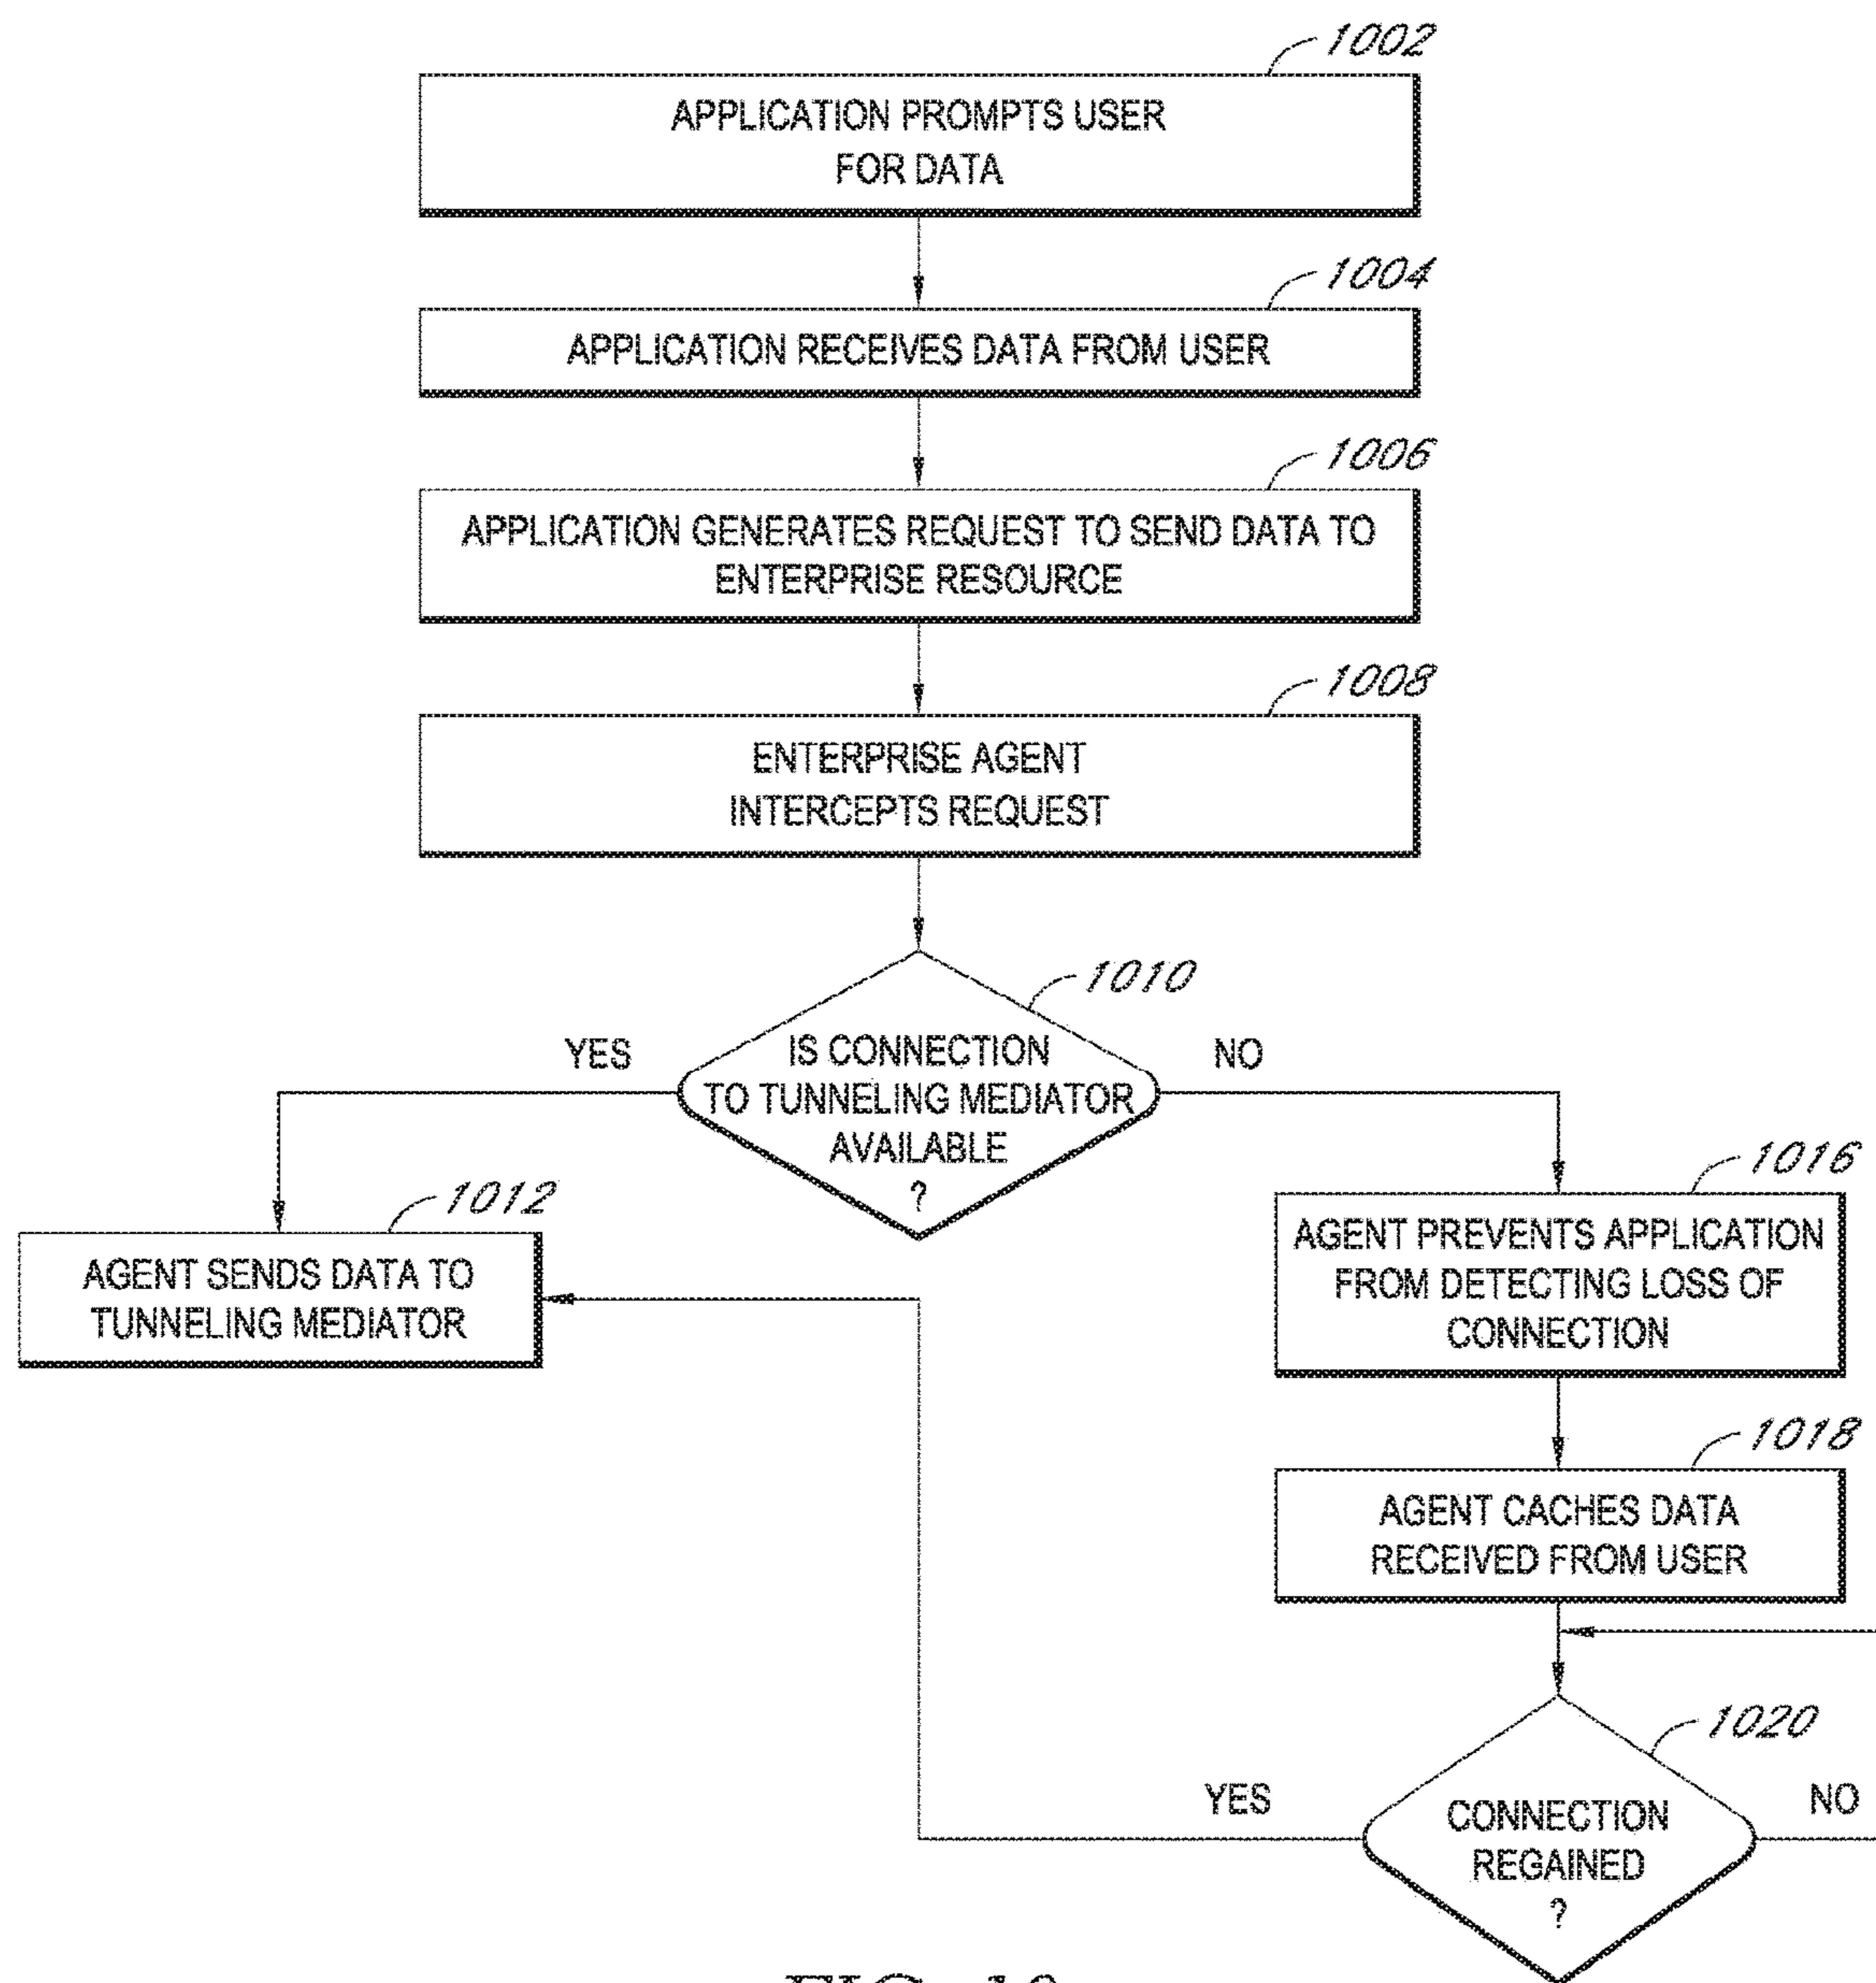 1002
APPLICATION PROMPTS USER
FOR DATA
1004
APPLICATION RECEIVES DATA FROM USER
1006
APPLICATION GENERATES REQUEST TO SEND DATA TO
ENTERPRISE RESOURCE
1008
ENTERPRISE AGENT
INTERCEPTS REQUEST
1010
IS CONNECTION
TO TUNNELING MEDIATOR
AVAILABLE
?
YES
NO
1012
AGENT SENDS DATA TO
TUNNELING MEDIATOR
1016
AGENT PREVENTS APPLICATION
FROM DETECTING LOSS OF
CONNECTION
1018
AGENT CACHES DATA
RECEIVED FROM USER
1020
CONNECTION
REGAINED
?
YES
NO